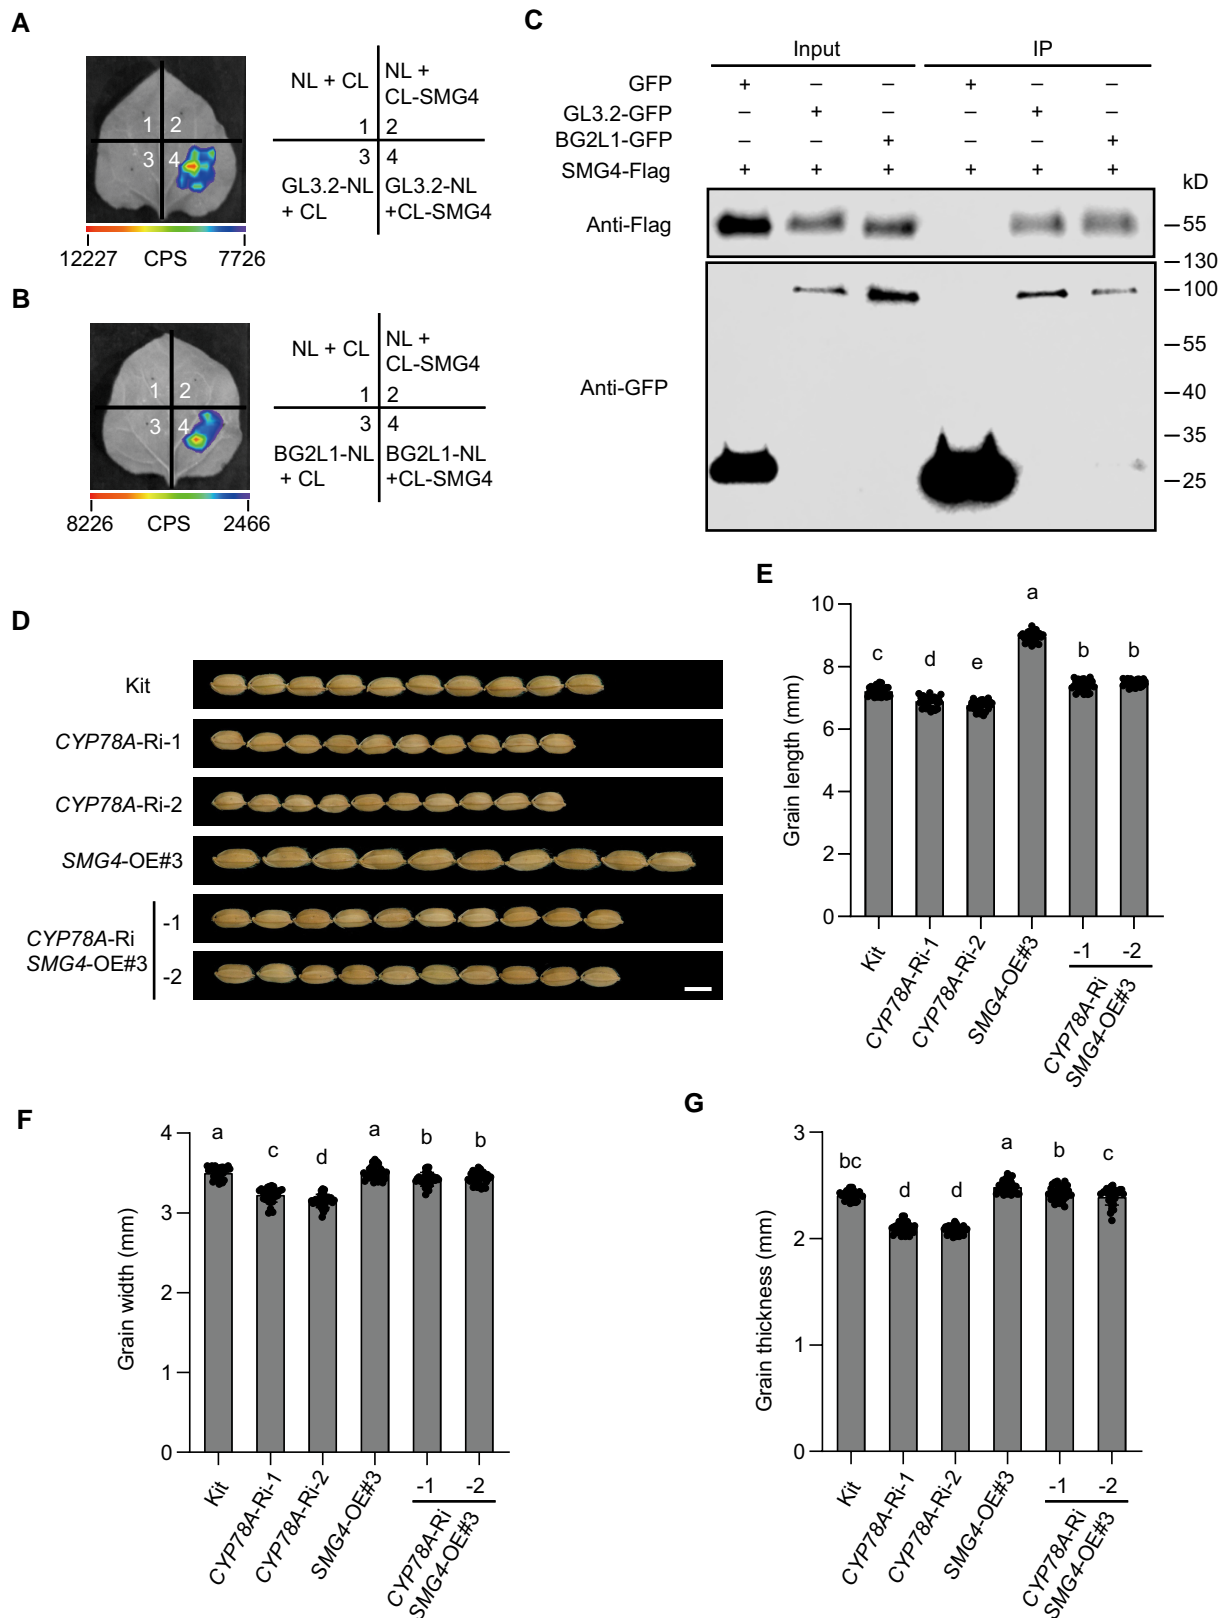 A
1 2
3 4
12227 CPS 7726
NL + CL
NL +
CL-SMG4
1 2
3 4
GL3.2-NL
+ CL
GL3.2-NL
+CL-SMG4
B
1 2
3 4
8226 CPS 2466
NL + CL
NL +
CL-SMG4
1 2
3 4
BG2L1-NL
+ CL
BG2L1-NL
+CL-SMG4
C
Input IP
GFP + – – + – –
GL3.2-GFP – + – – + –
BG2L1-GFP – – + – – +
SMG4-Flag + + + + + +
kD
Anti-Flag
–55
–130
–100
–55
Anti-GFP
–40
–35
–25
D
Kit
CYP78A-Ri-1
CYP78A-Ri-2
SMG4-OE#3
CYP78A-Ri
SMG4-OE#3
-1
-2
E
Grain length (mm)
10
8
6
4
2
0
c d e a b b
Kit
CYP78A-Ri-1
CYP78A-Ri-2
SMG4-OE#3
-1 -2
CYP78A-Ri
SMG4-OE#3
F
Grain width (mm)
4
3
2
1
0
a c d a b b
Kit
CYP78A-Ri-1
CYP78A-Ri-2
SMG4-OE#3
-1 -2
CYP78A-Ri
SMG4-OE#3
G
Grain thickness (mm)
3
2
1
0
bc d d a b c
Kit
CYP78A-Ri-1
CYP78A-Ri-2
SMG4-OE#3
-1 -2
CYP78A-Ri
SMG4-OE#3